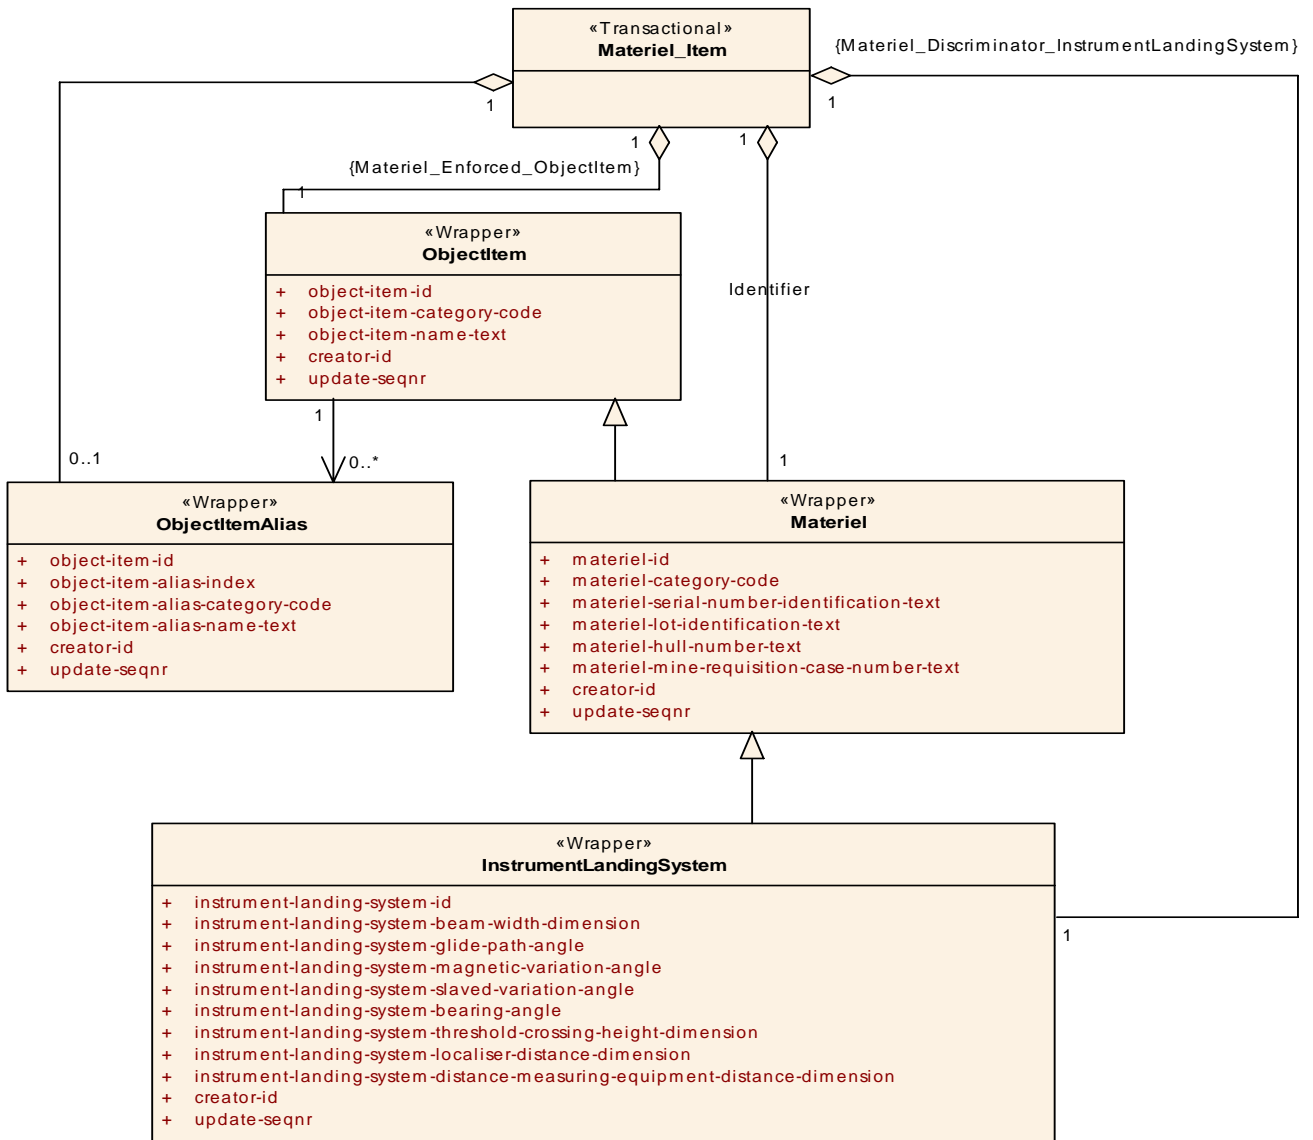 «Transactional»
Materiel_Item
{Materiel_Discriminator_InstrumentLandingSystem}
1
1
1
1
{Materiel_Enforced_ObjectItem}
1
«Wrapper»
ObjectItem
+ object-item-id
+ object-item-category-code
+ object-item-name-text
+ creator-id
+ update-seqnr
Identifier
1
0..1
0..*
1
«Wrapper»
ObjectItemAlias
+ object-item-id
+ object-item-alias-index
+ object-item-alias-category-code
+ object-item-alias-name-text
+ creator-id
+ update-seqnr
«Wrapper»
Materiel
+ materiel-id
+ materiel-category-code
+ materiel-serial-number-identification-text
+ materiel-lot-identification-text
+ materiel-hull-number-text
+ materiel-mine-requisition-case-number-text
+ creator-id
+ update-seqnr
«Wrapper»
InstrumentLandingSystem
+ instrument-landing-system-id
+ instrument-landing-system-beam-width-dimension
+ instrument-landing-system-glide-path-angle
+ instrument-landing-system-magnetic-variation-angle
+ instrument-landing-system-slaved-variation-angle
+ instrument-landing-system-bearing-angle
+ instrument-landing-system-threshold-crossing-height-dimension
+ instrument-landing-system-localiser-distance-dimension
+ instrument-landing-system-distance-measuring-equipment-distance-dimension
+ creator-id
+ update-seqnr
1